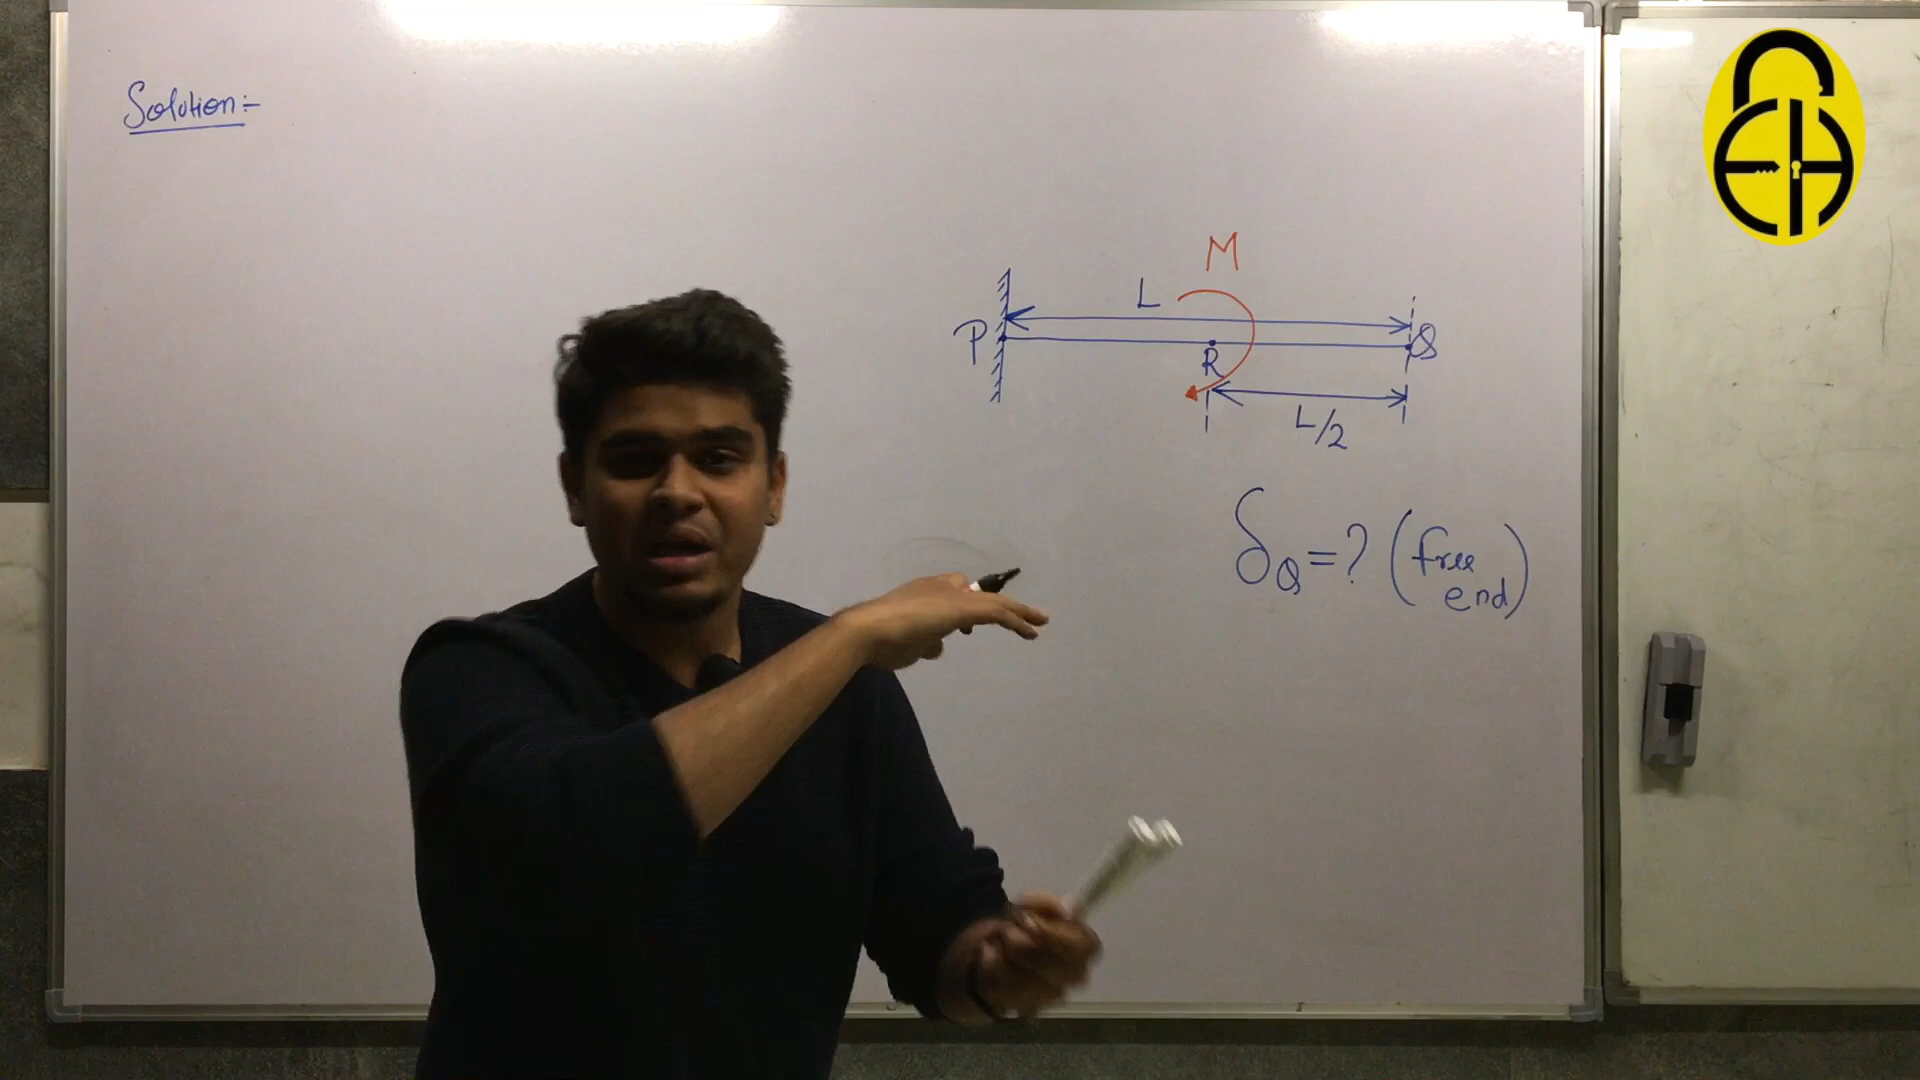 Solution:-
M
L
P
Q
R
L/2
δQ = ? (free end)